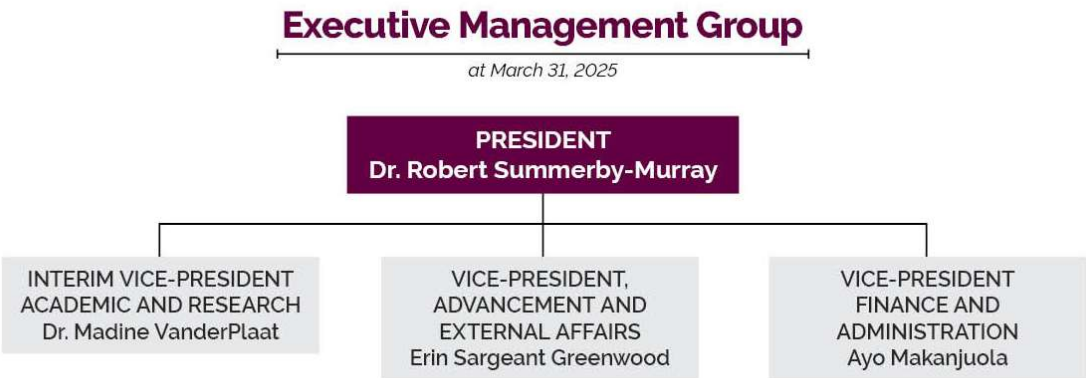 Executive Management Group
at March 31, 2025
PRESIDENT
Dr. Robert Summerby-Murray
INTERIM VICE-PRESIDENT
ACADEMIC AND RESEARCH
Dr. Madine VanderPlaat
VICE-PRESIDENT,
ADVANCEMENT AND
EXTERNAL AFFAIRS
Erin Sargeant Greenwood
VICE-PRESIDENT
FINANCE AND
ADMINISTRATION
Ayo Makanjuola